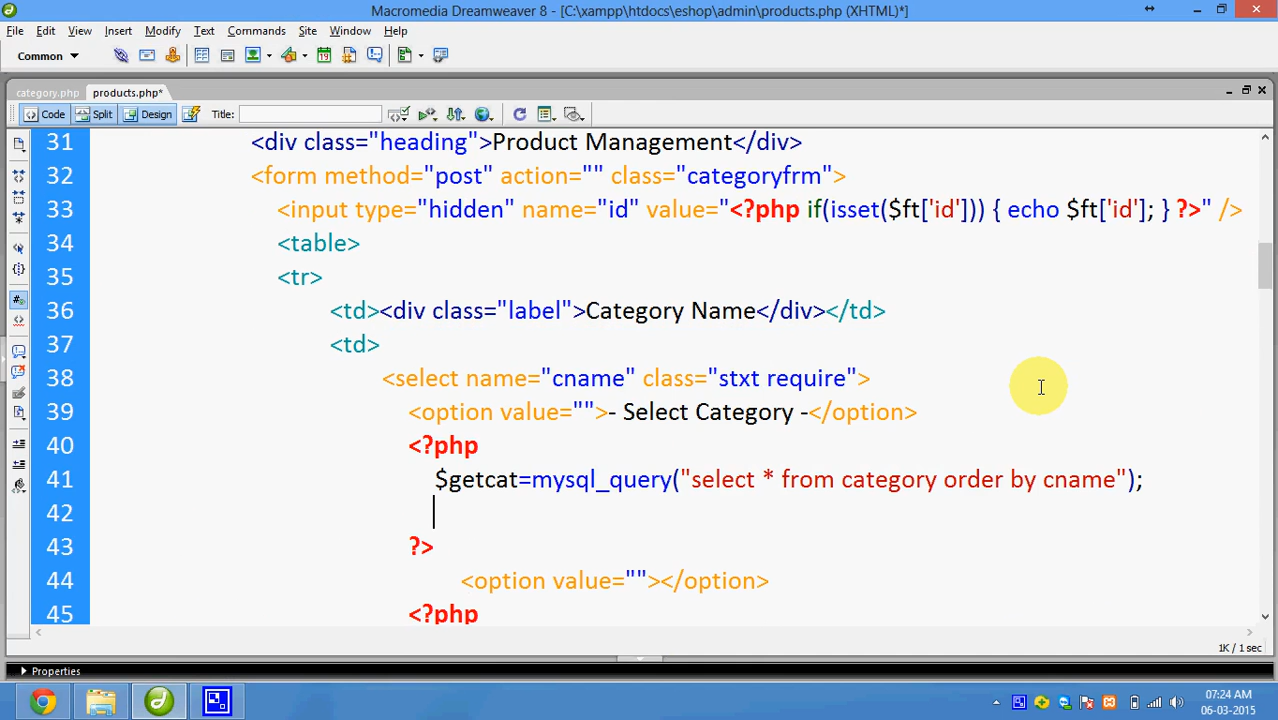 Macromedia Dreamweaver 8 - [C:\xampp\htdocs\eshop\admin\products.php (XHTML)*]
File Edit View Insert Modify Text Commands Site Window Help
Common
category.php products.php*
Code Split Design Title:
31 <div class="heading">Product Management</div>
32 <form method="post" action="" class="categoryfrm">
33 <input type="hidden" name="id" value="<?php if(isset($ft['id'])) { echo $ft['id']; } ?>" />
34 <table>
35 <tr>
36 <td><div class="label">Category Name</div></td>
37 <td>
38 <select name="cname" class="stxt require">
39 <option value="">- Select Category -</option>
40 <?php
41 $getcat=mysql_query("select * from category order by cname");
42
43 ?>
44 <option value=""></option>
45 <?php
1K / 1 sec
Properties
07:24 AM
06-03-2015